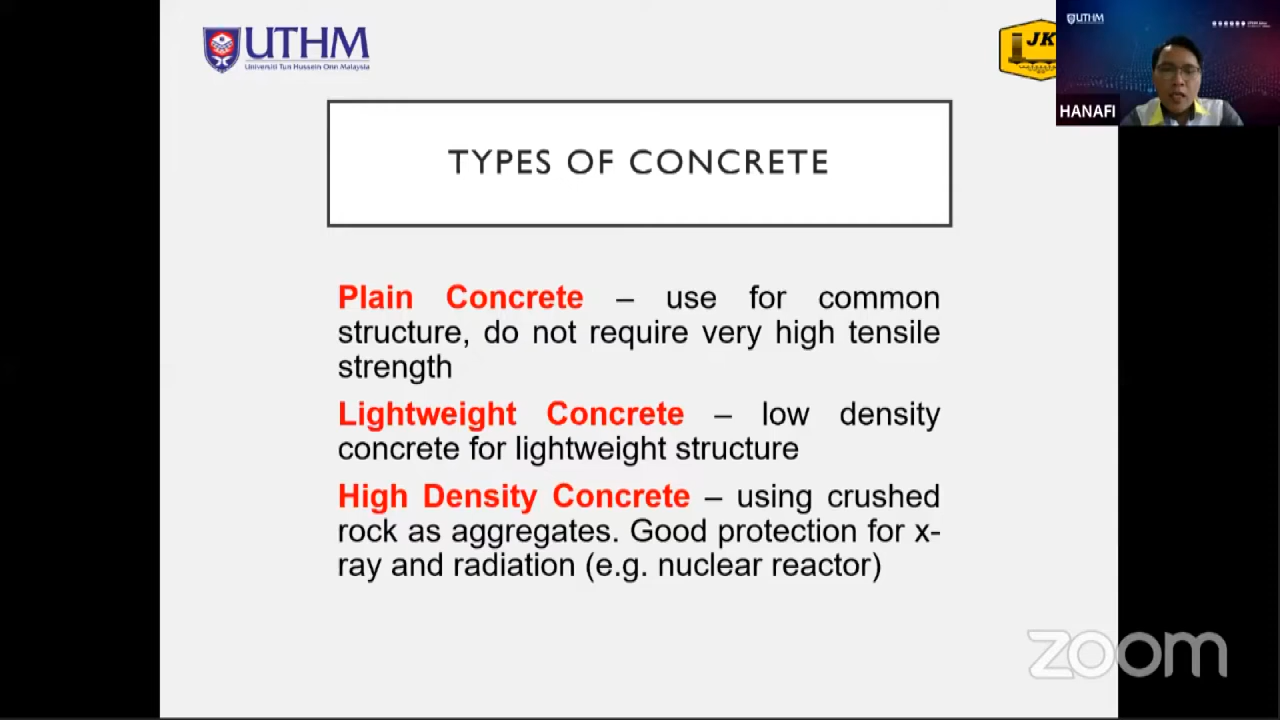 UTHM
Universiti Tun Hussein Onn Malaysia
JK
UTHM
HANAFI
TYPES OF CONCRETE
Plain Concrete – use for common
structure, do not require very high tensile
strength
Lightweight Concrete – low density
concrete for lightweight structure
High Density Concrete – using crushed
rock as aggregates. Good protection for x-
ray and radiation (e.g. nuclear reactor)
zoom